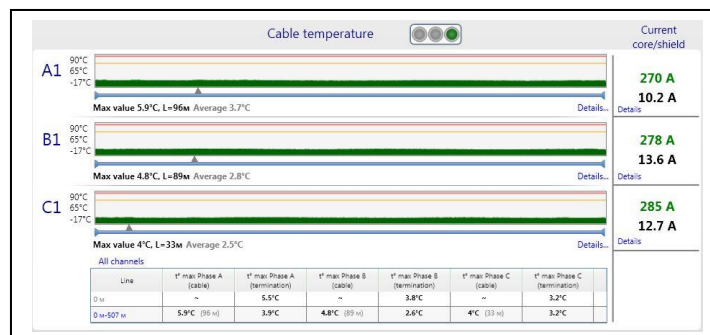 Cable temperature
Current
core/shield
A1
90°C
65°C
-17°C
Max value 5.9°C, L=96м Average 3.7°C
Details...
270 A
10.2 A
Details
B1
90°C
65°C
-17°C
Max value 4.8°C, L=89м Average 2.8°C
Details...
278 A
13.6 A
Details
C1
90°C
65°C
-17°C
Max value 4°C, L=33м Average 2.5°C
Details...
285 A
12.7 A
Details
All channels
Line t° max Phase A (cable) t° max Phase A (termination) t° max Phase B (cable) t° max Phase B (termination) t° max Phase C (cable) t° max Phase C (termination)
0 м ~ 5.5°C ~ 3.8°C ~ 3.2°C
0 м-507 м 5.9°C (96 м) 3.9°C 4.8°C (89 м) 2.6°C 4°C (33 м) 3.2°C